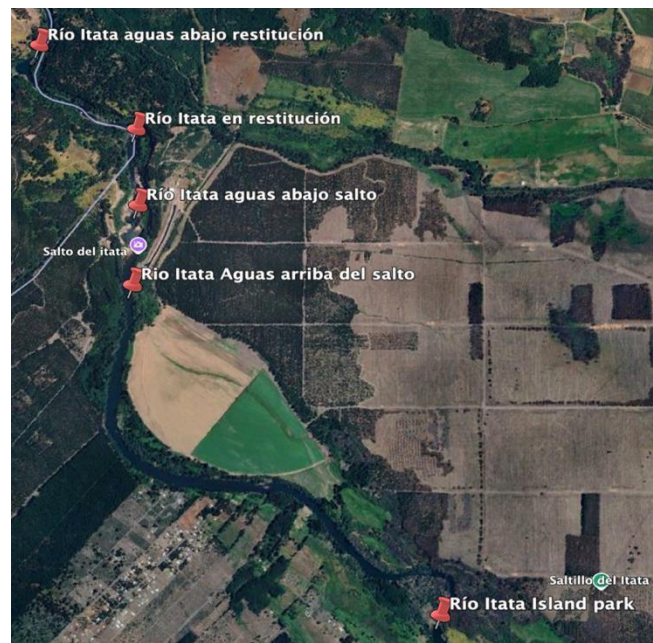 Río Itata aguas abajo restitución
Río Itata en restitución
Río Itata aguas abajo salto
Salto del itata
Rio Itata Aguas arriba del salto
Saltillo del Itata
Río Itata Island park